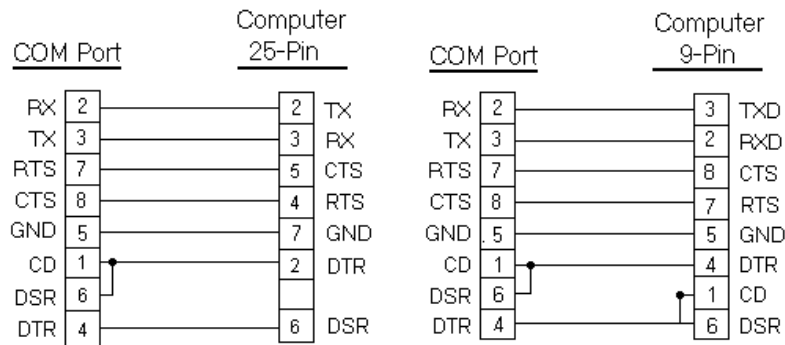 Computer
COM Port 25-Pin
RX 2 2 TX
TX 3 3 RX
RTS 7 5 CTS
CTS 8 4 RTS
GND 5 7 GND
CD 1 2 DTR
DSR 6
DTR 4 6 DSR
Computer
COM Port 9-Pin
RX 2 3 TXD
TX 3 2 RXD
RTS 7 8 CTS
CTS 8 7 RTS
GND .5 5 GND
CD 1 4 DTR
DSR 6 1 CD
DTR 4 6 DSR